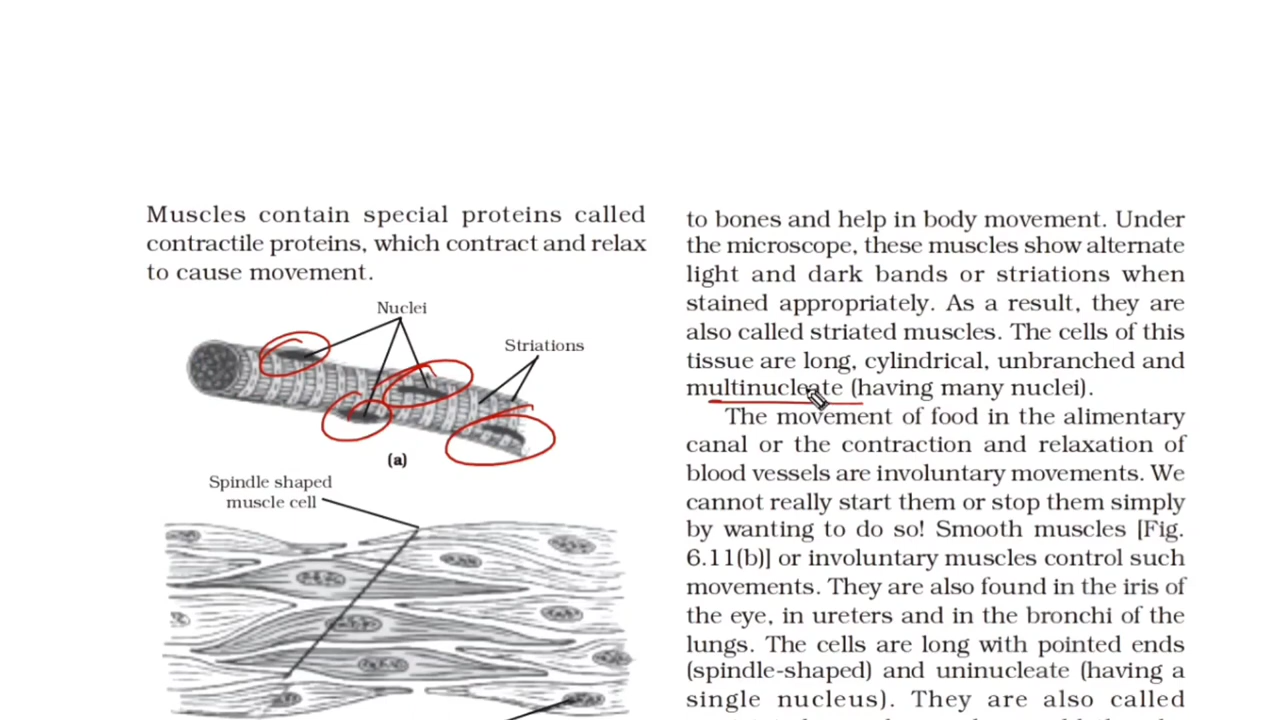 Muscles contain special proteins called
contractile proteins, which contract and relax
to cause movement.
Nuclei
Striations
(a)
Spindle shaped
muscle cell
to bones and help in body movement. Under
the microscope, these muscles show alternate
light and dark bands or striations when
stained appropriately. As a result, they are
also called striated muscles. The cells of this
tissue are long, cylindrical, unbranched and
multinucleate (having many nuclei).
The movement of food in the alimentary
canal or the contraction and relaxation of
blood vessels are involuntary movements. We
cannot really start them or stop them simply
by wanting to do so! Smooth muscles [Fig.
6.11(b)] or involuntary muscles control such
movements. They are also found in the iris of
the eye, in ureters and in the bronchi of the
lungs. The cells are long with pointed ends
(spindle-shaped) and uninucleate (having a
single nucleus). They are also called